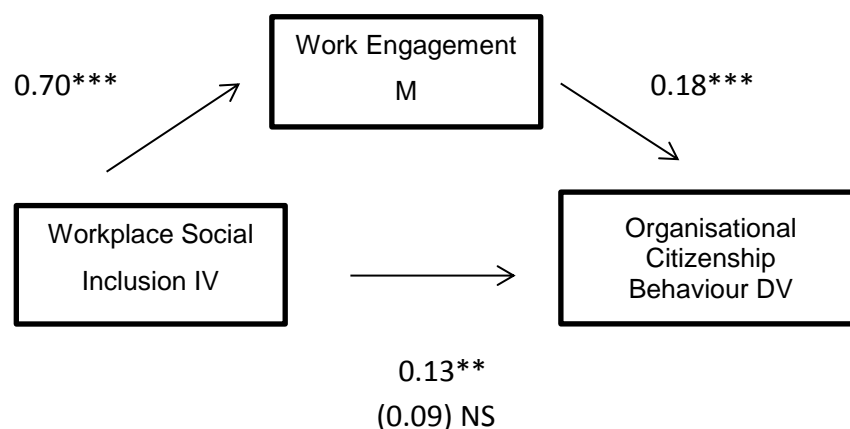 Work Engagement
M
0.70***
0.18***
Workplace Social
Inclusion IV
Organisational
Citizenship
Behaviour DV
0.13**
(0.09) NS